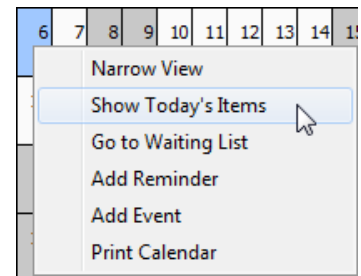 6 7 8 9 10 11 12 13 14
Narrow View
Show Today's Items
Go to Waiting List
Add Reminder
Add Event
Print Calendar